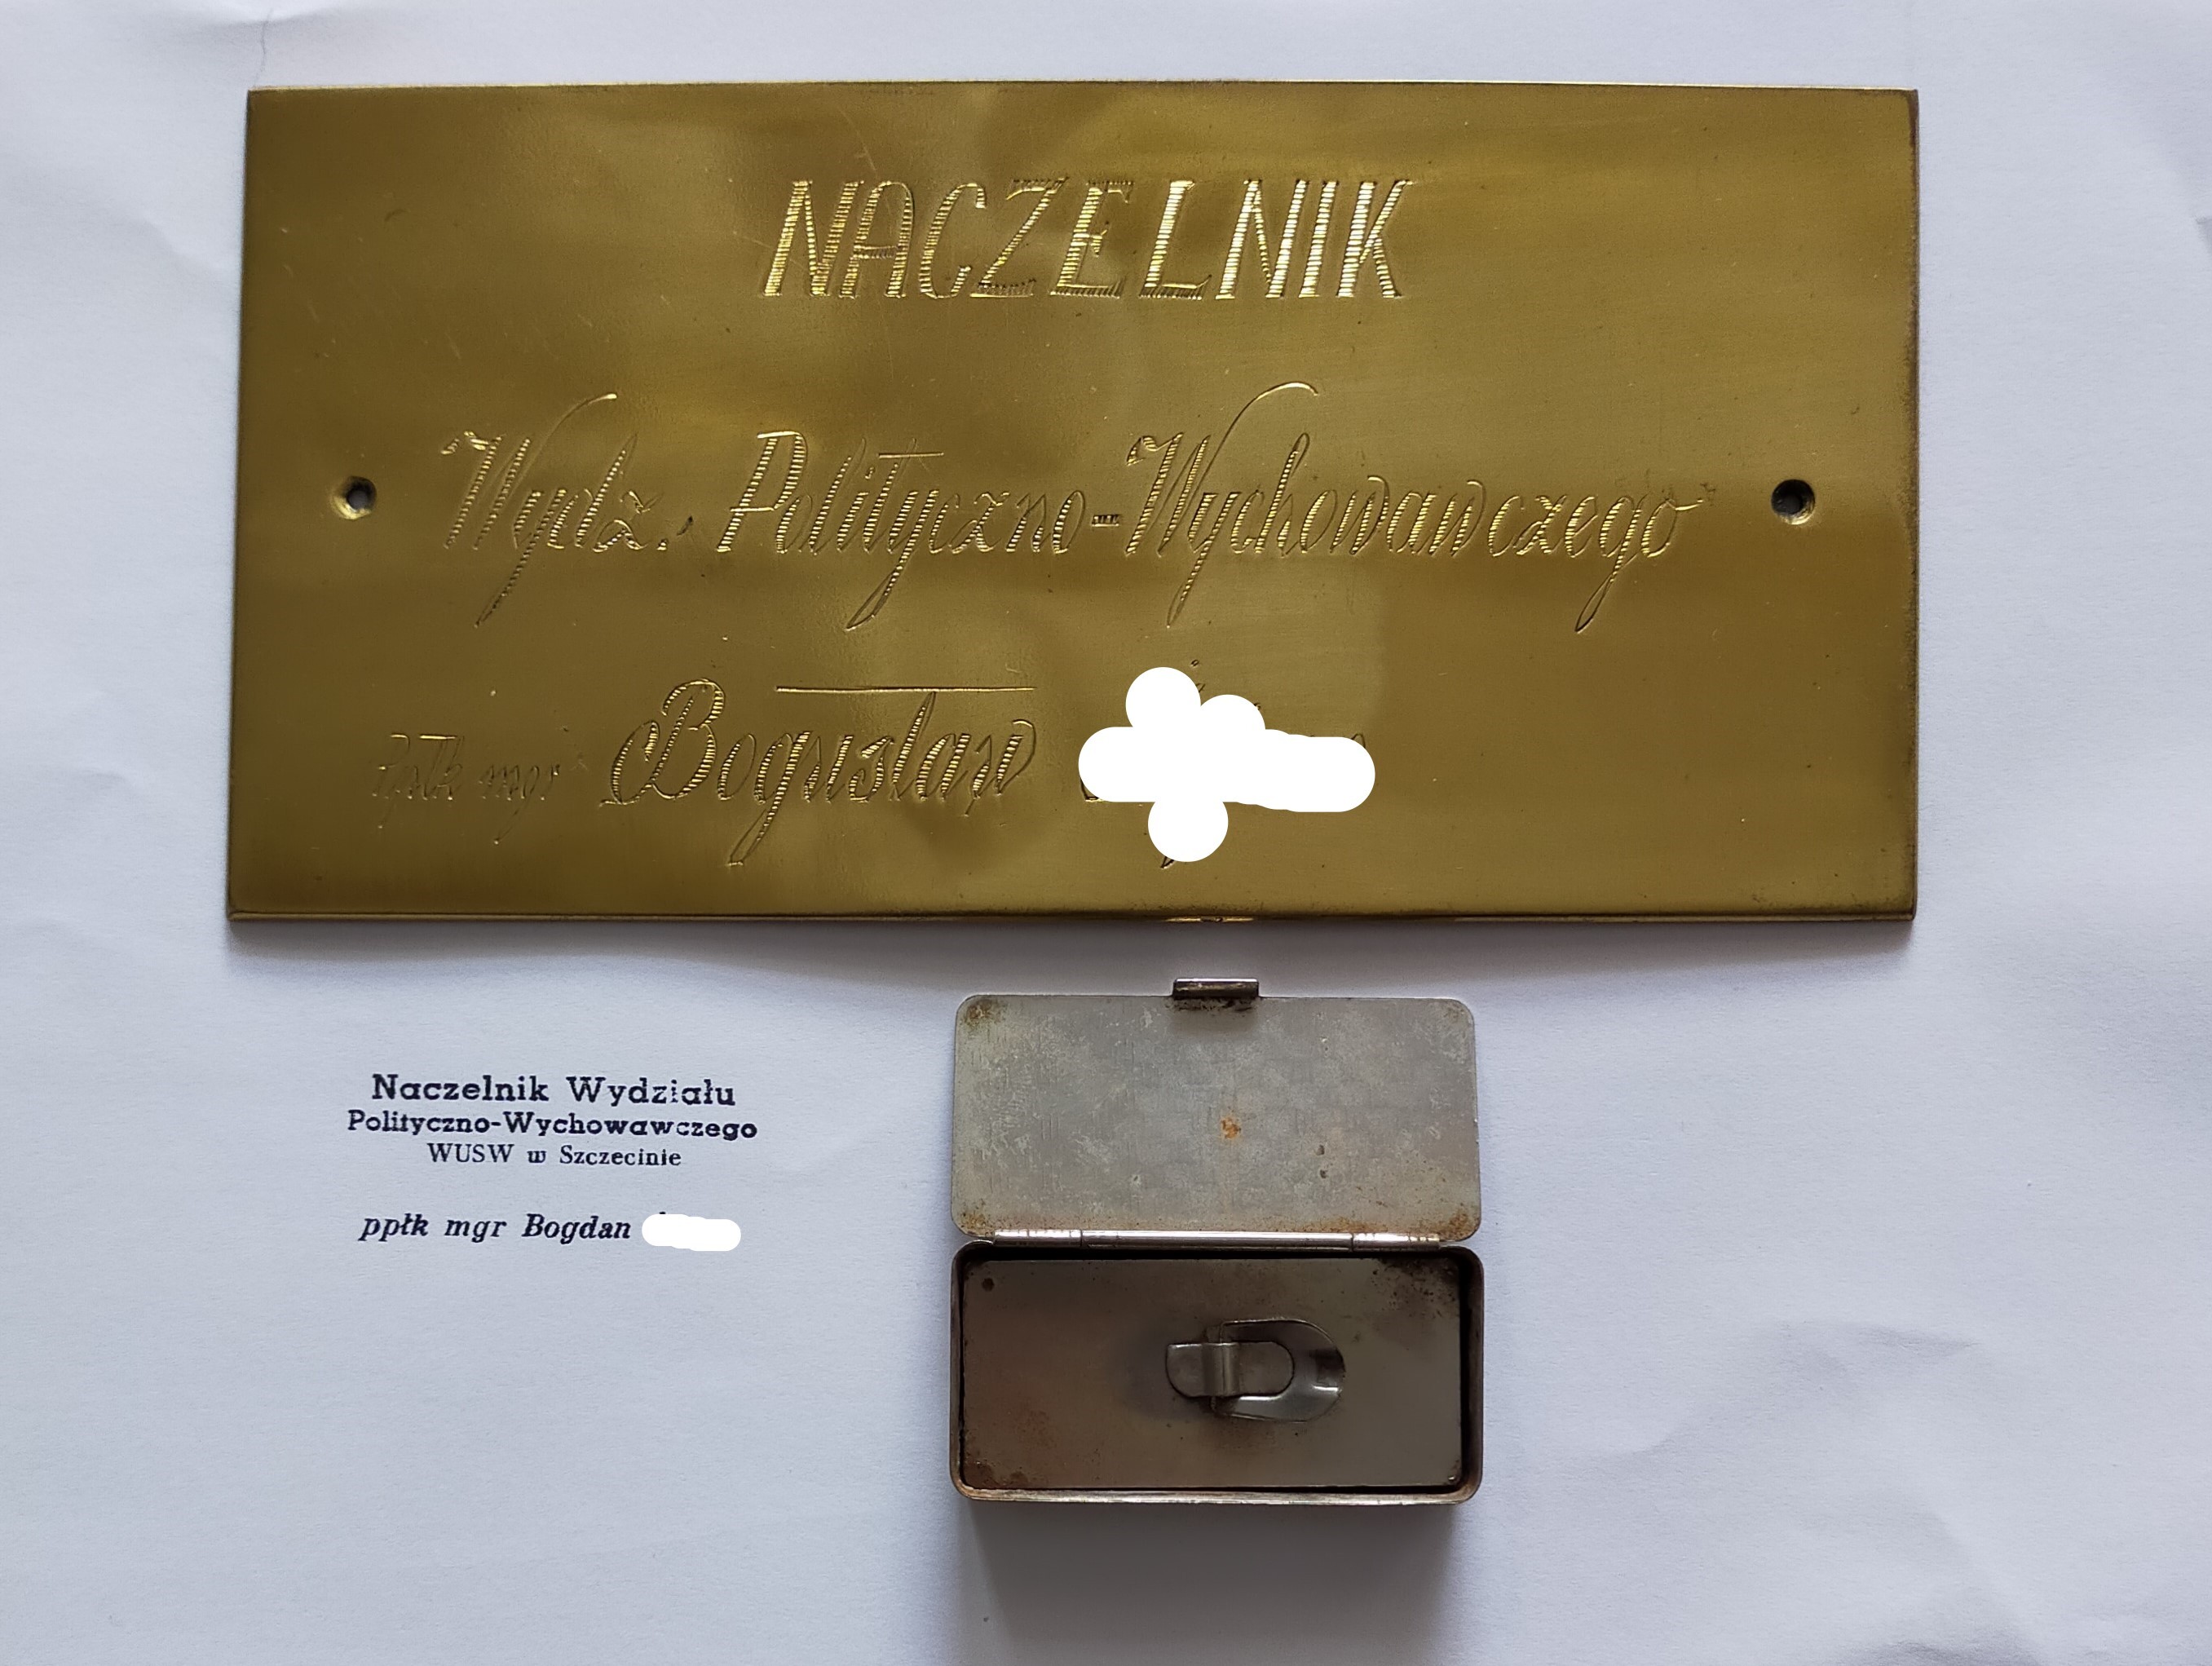 NACZELNIK
Wydz. Polityczno-Wychowawczego
Ppłk mgr Bogusław
Naczelnik Wydziału
Polityczno-Wychowawczego
WUSW w Szczecinie
ppłk mgr Bogdan